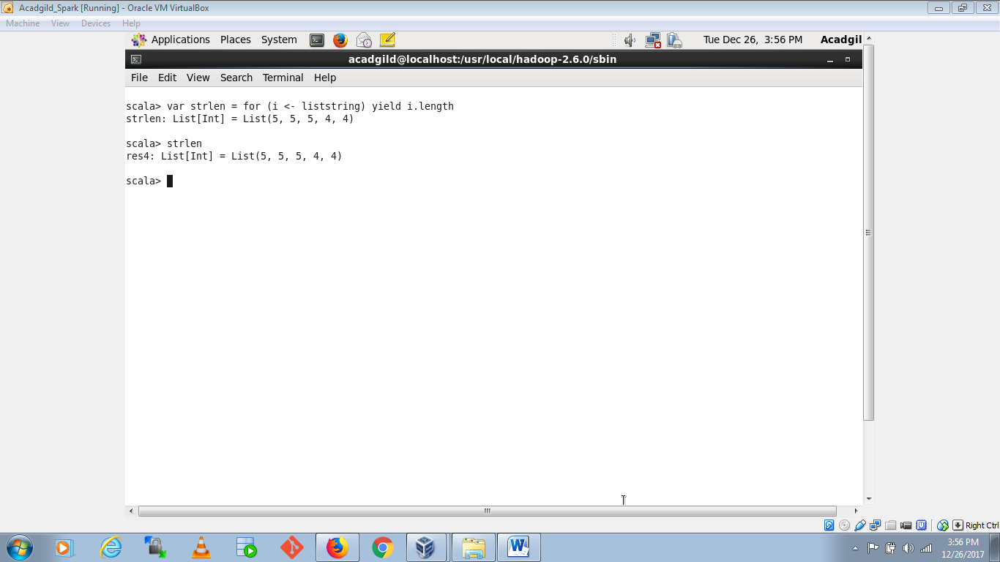 Acadgild_Spark [Running] - Oracle VM VirtualBox
Machine View Devices Help
Applications Places System Tue Dec 26, 3:56 PM Acadgil
acadgild@localhost:/usr/local/hadoop-2.6.0/sbin
File Edit View Search Terminal Help
scala> var strlen = for (i <- liststring) yield i.length
strlen: List[Int] = List(5, 5, 5, 4, 4)
scala> strlen
res4: List[Int] = List(5, 5, 5, 4, 4)
scala>
Right Ctrl
3:56 PM
12/26/2017